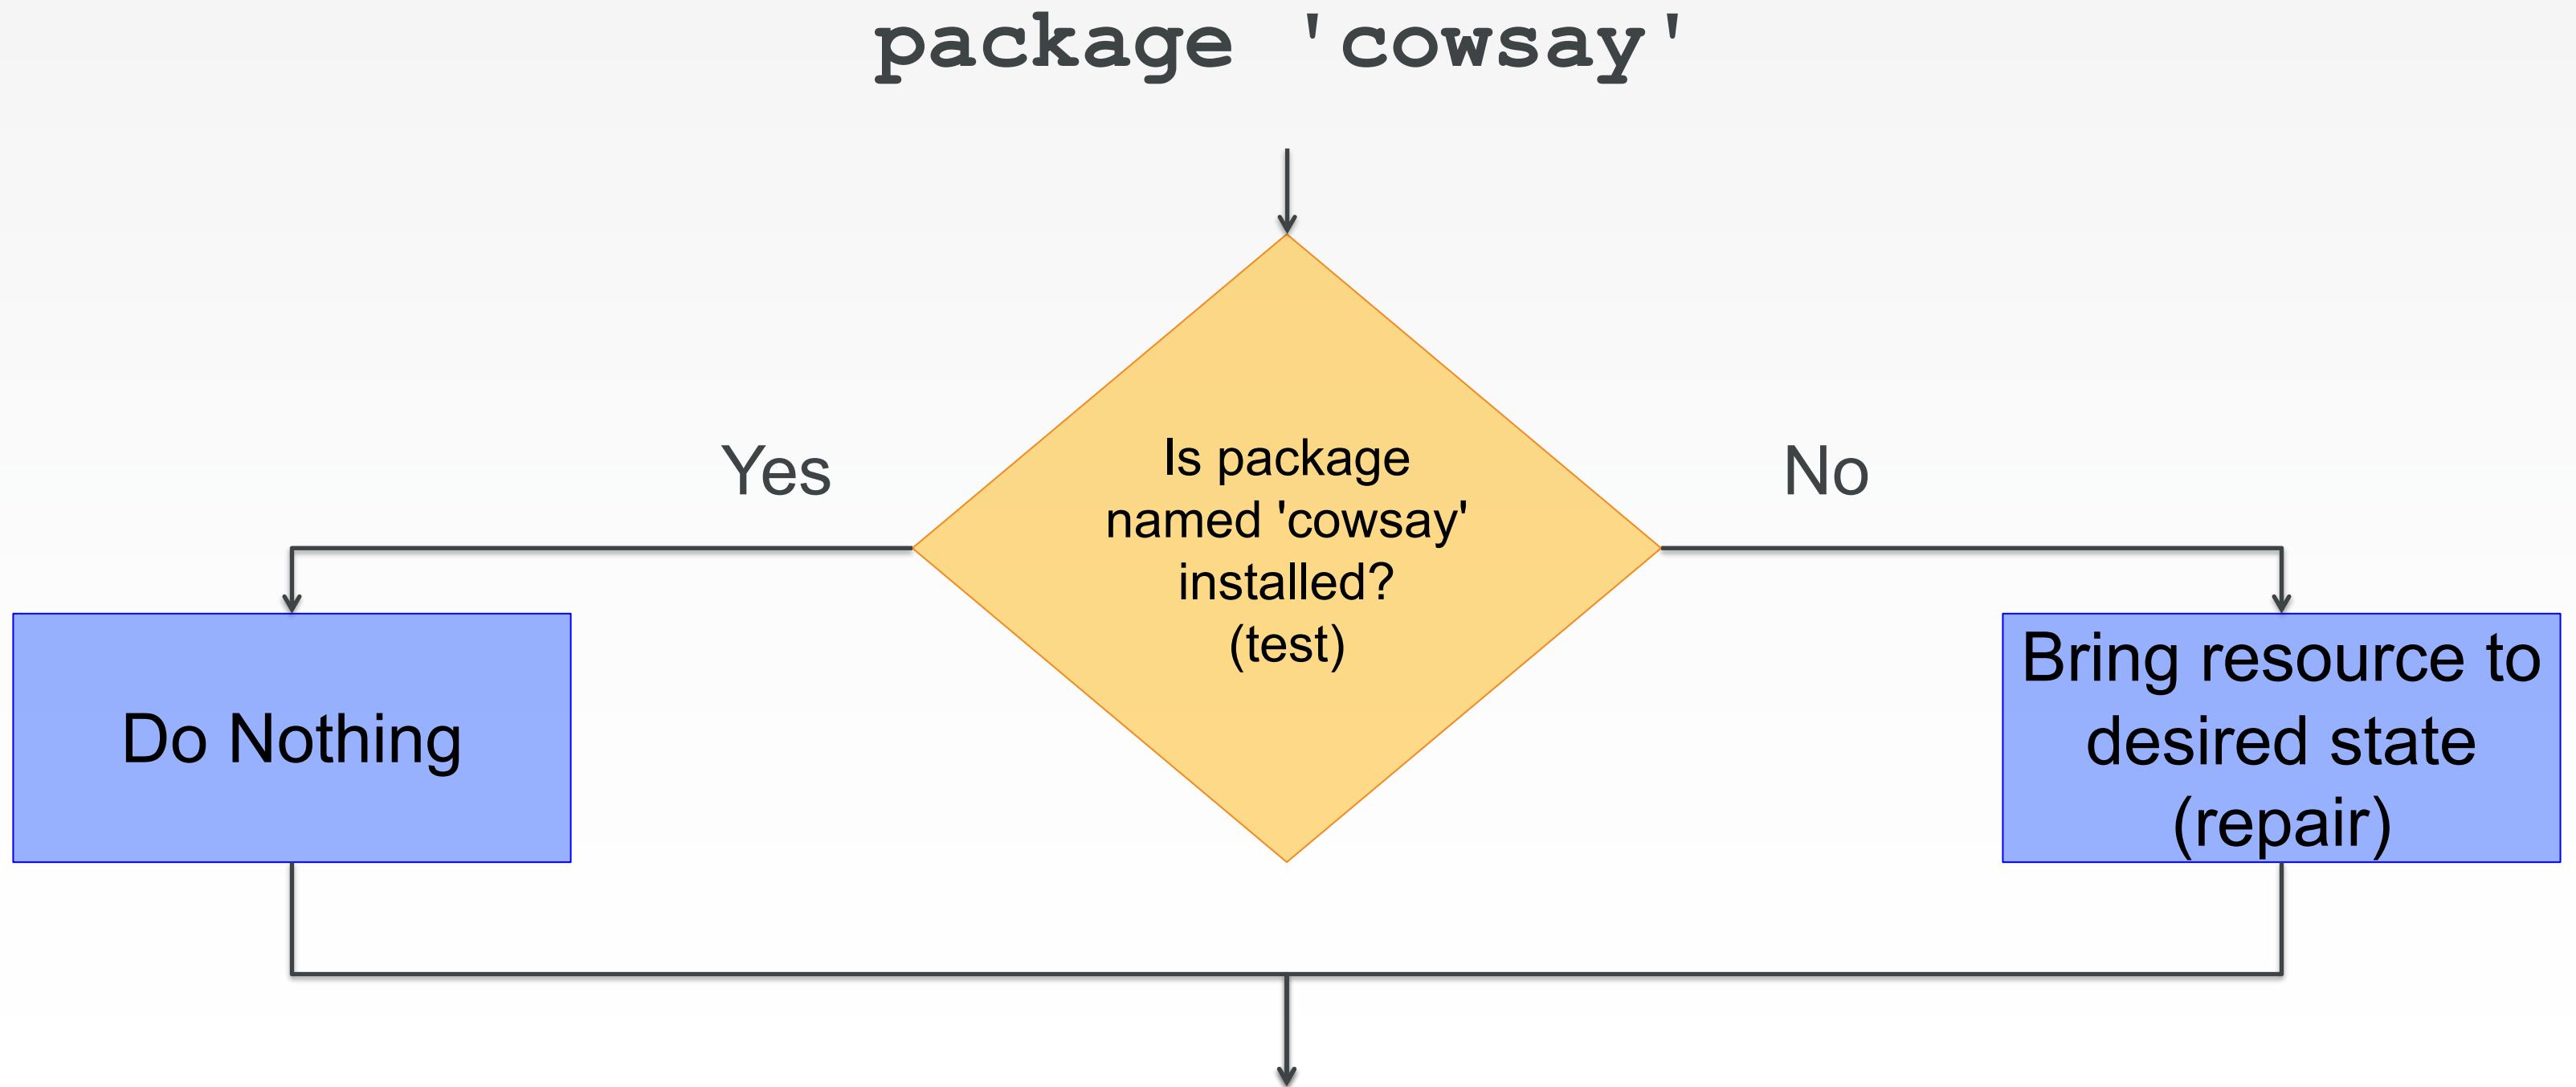 package 'cowsay'
Yes
Is package
named 'cowsay'
installed?
(test)
No
Do Nothing
Bring resource to
desired state
(repair)